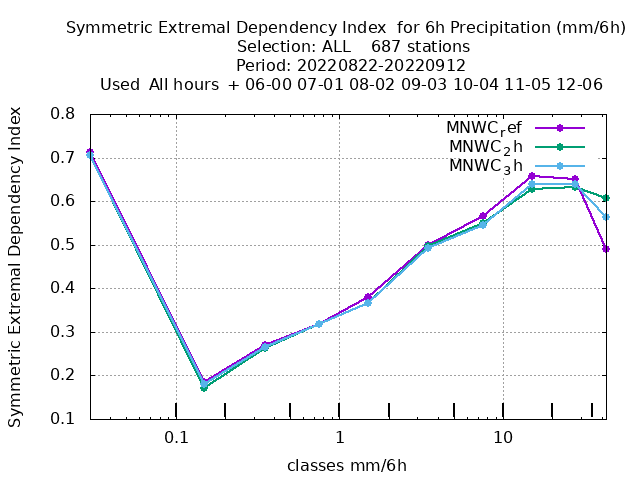 Symmetric Extremal Dependency Index  for 6h Precipitation (mm/6h)
Selection: ALL    687 stations
Period: 20220822-20220912
Used  All hours  + 06-00 07-01 08-02 09-03 10-04 11-05 12-06
Symmetric Extremal Dependency Index
0.8
0.7
0.6
0.5
0.4
0.3
0.2
0.1
MNWCref
MNWC2h
MNWC3h
0.1 1 10
classes mm/6h